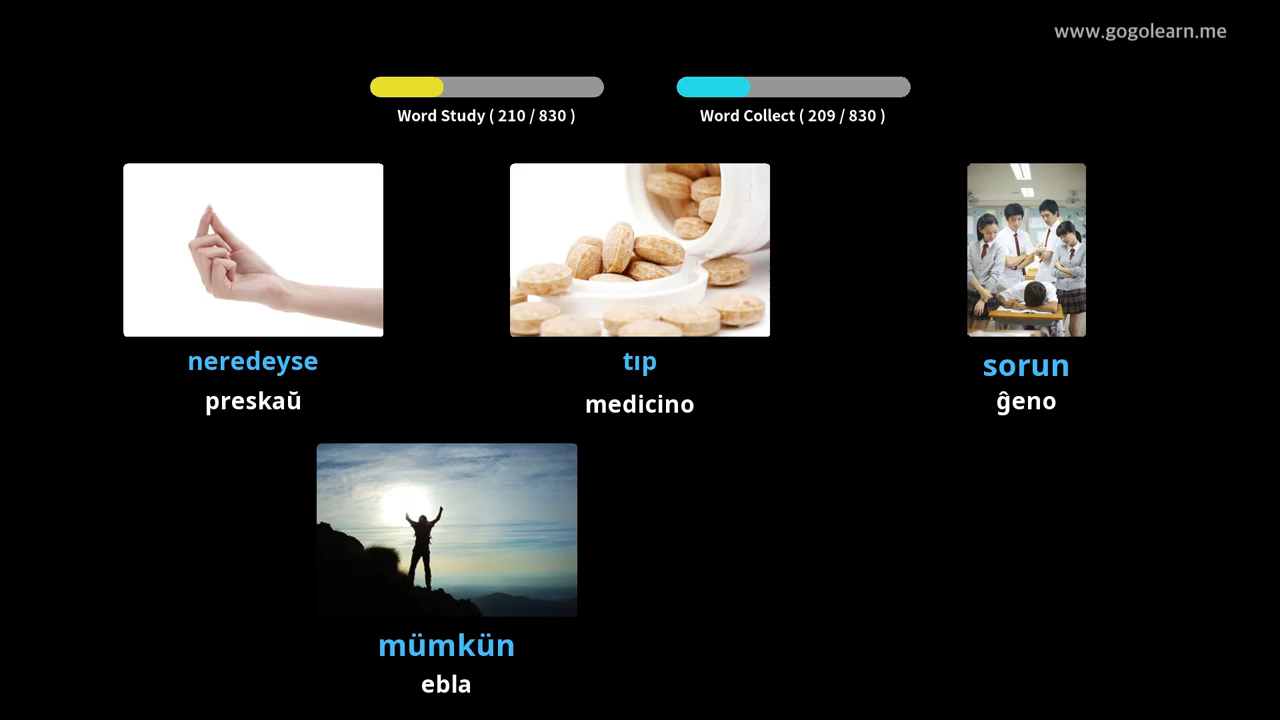 www.gogolearn.me
Word Study ( 210 / 830 )
Word Collect ( 209 / 830 )
neredeyse
preskaŭ
tıp
medicino
sorun
ĝeno
mümkün
ebla